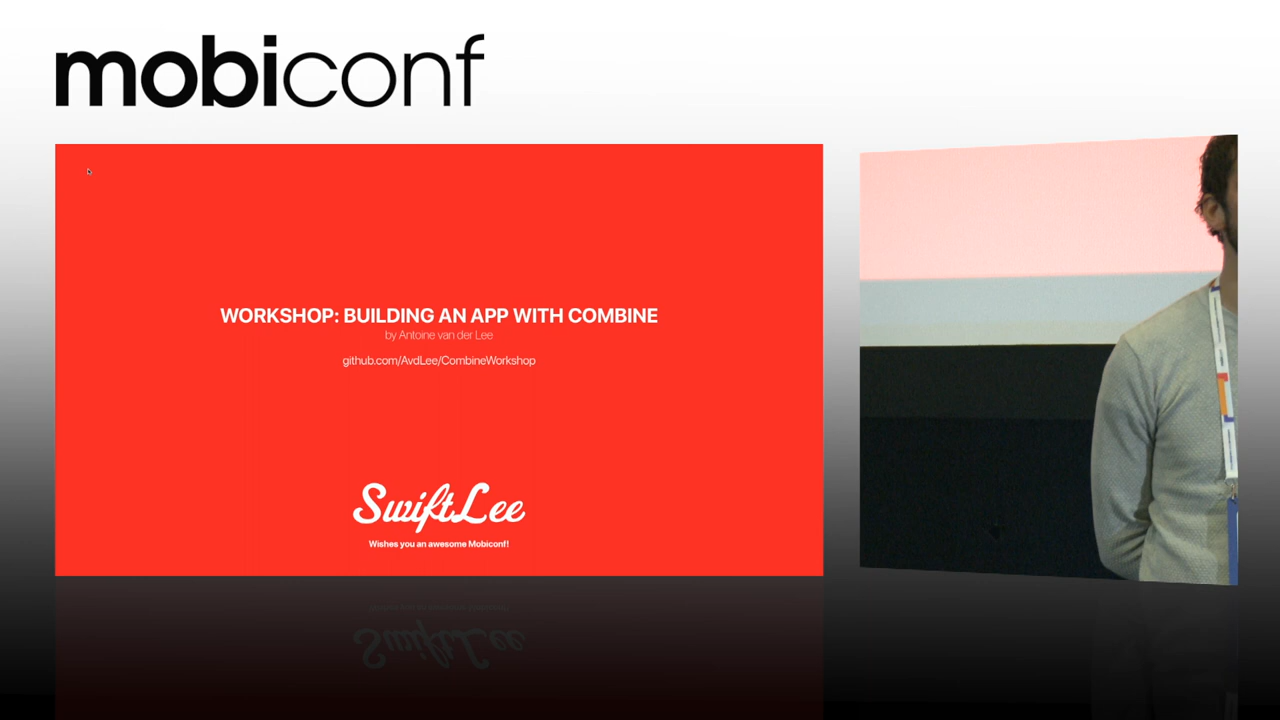 mobiconf
WORKSHOP: BUILDING AN APP WITH COMBINE
by Antoine van der Lee
github.com/AvdLee/CombineWorkshop
SwiftLee
Wishes you an awesome Mobiconf!